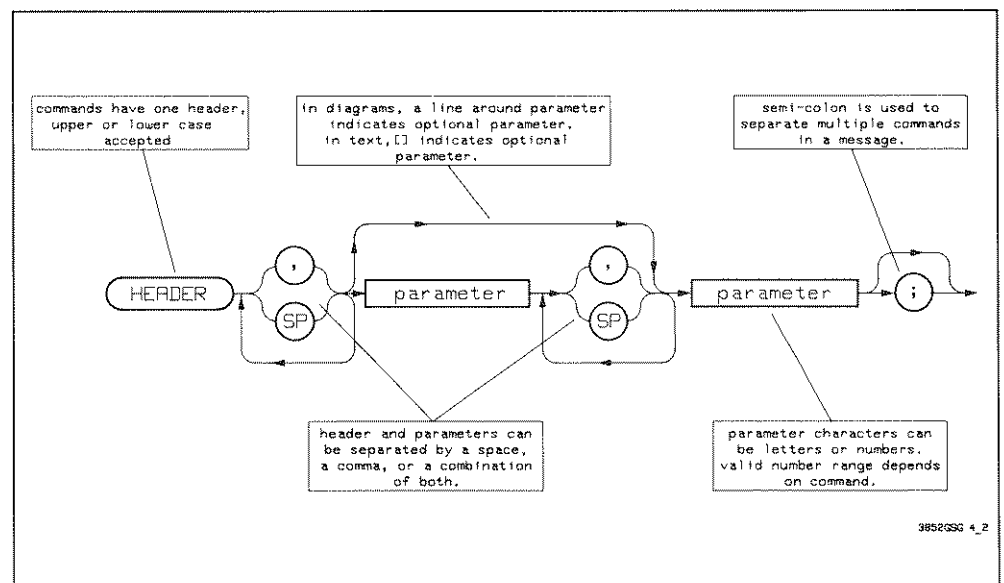 commands have one header,
upper or lower case
accepted
in diagrams, a line around parameter
indicates optional parameter,
in text,[] indicates optional
parameter.
semi-colon is used to
separate multiple commands
in a message.
HEADER
,
SP
parameter
,
SP
parameter
;
header and parameters can
be separated by a space,
a comma, or a combination
of both.
parameter characters can
be letters or numbers.
valid number range depends
on command.
3852GSG 4_2